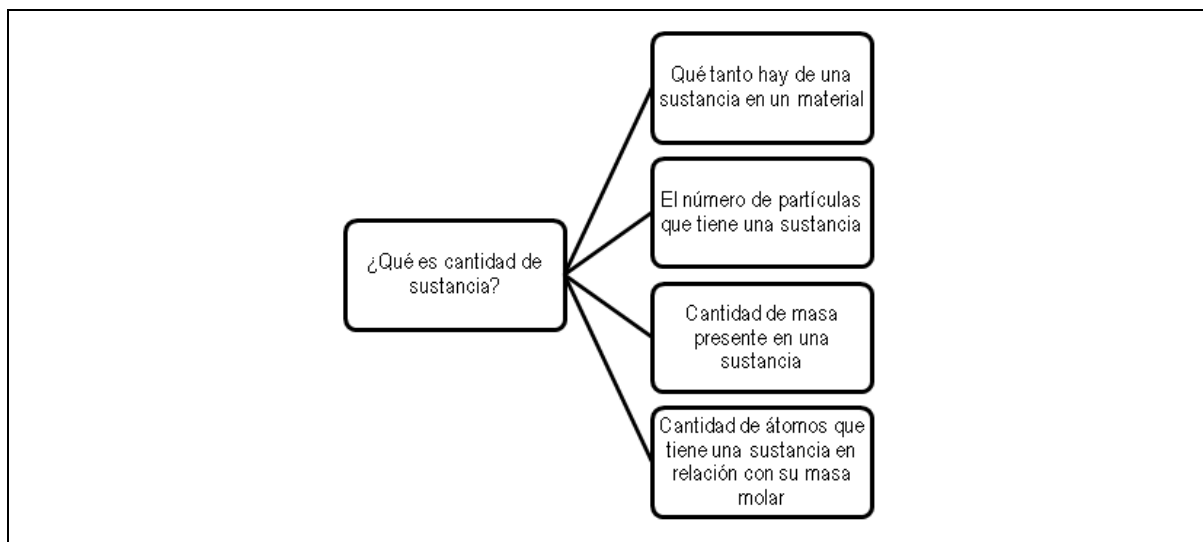 Qué tanto hay de una
sustancia en un material
El número de partículas
que tiene una sustancia
¿Qué es cantidad de
sustancia?
Cantidad de masa
presente en una
sustancia
Cantidad de átomos que
tiene una sustancia en
relación con su masa
molar